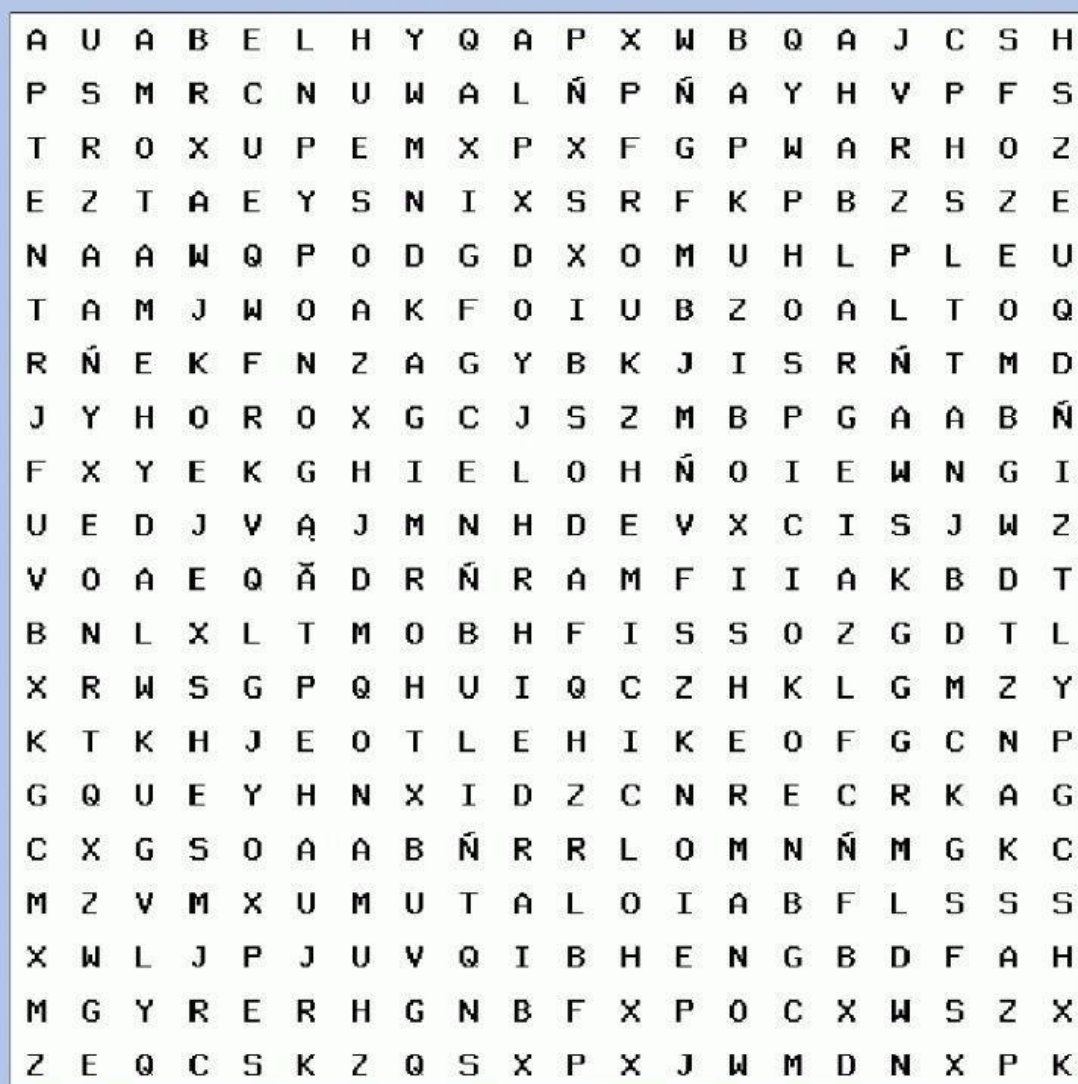 A U A B E L H Y Q A P X W B Q A J C S H
P S M R C N U W A L Ñ P Ñ A Y H V P F S
T R O X U P E M X P X F G P W A R H O Z
E Z T A E Y S N I X S R F K P B Z S Z E
N A A W Q P O D G D X O M U H L P L E U
T A M J W O A K F O I U B Z O A L T O Q
R Ñ E K F N Z A G Y B K J I S R Ñ T M D
J Y H O R O X G C J S Z M B P G A A B Ñ
F X Y E K G H I E L O H Ñ O I E W N G I
U E D J V Ą J M N H D E V X C I S J W Z
V O A E Q Ă D R Ñ R A M F I I A K B D T
B N L X L T M O B H F I S S O Z G D T L
X R W S G P Q H U I Q C Z H K L G M Z Y
K T K H J E O T L E H I K E O F G C N P
G Q U E Y H N X I D Z C N R E C R K A G
C X G S O A A B Ñ R R L O M N Ñ M G K C
M Z V M X U M U T A L O I A B F L S S S
X W L J P J U V Q I B H E N G B D F A H
M G Y R E R H G N B F X P O C X W S Z X
Z E Q C S K Z Q S X P X J W M D N X P K